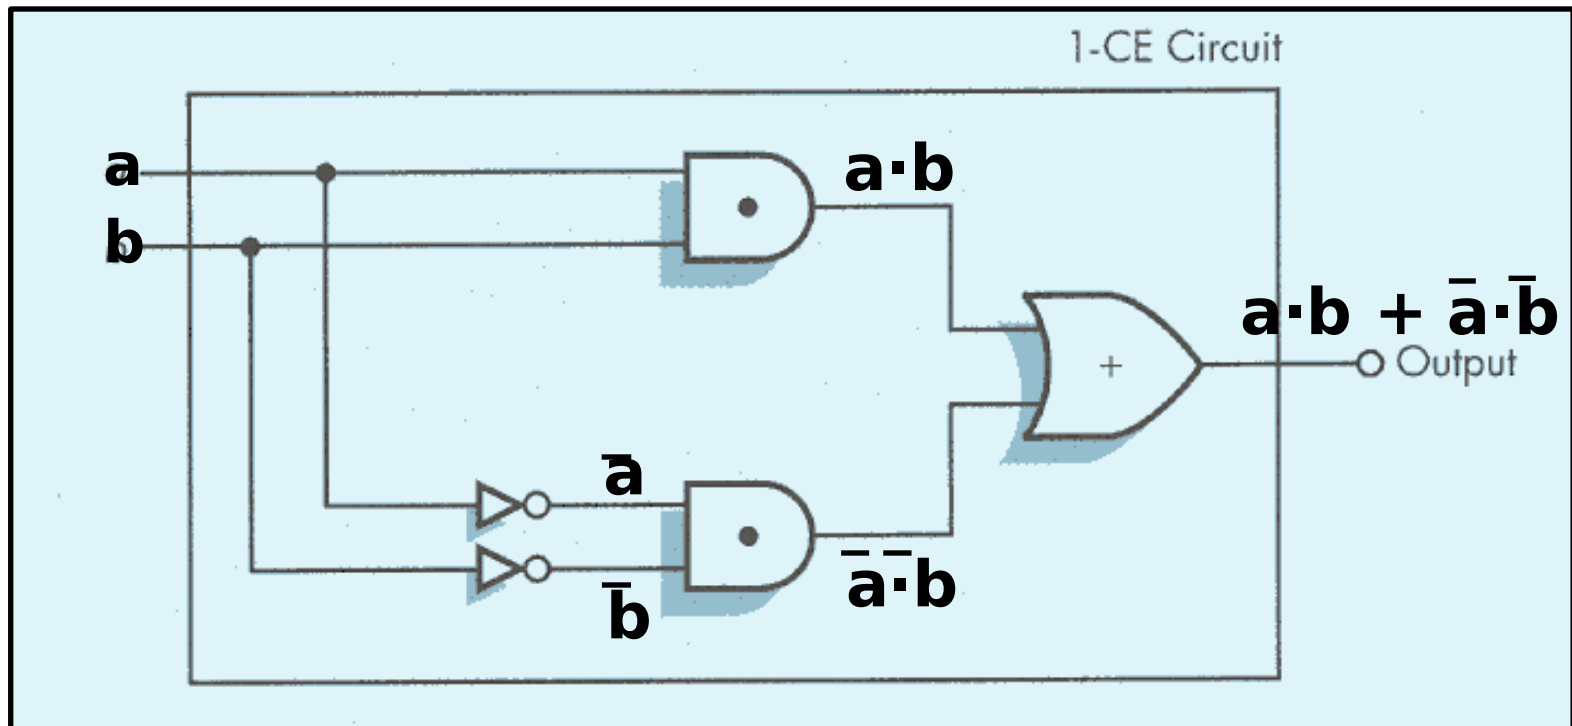 1-CE Circuit
a
a·b
b
a·b + a̅·b̅
+
Output
a̅
a̅·b̅
b̅